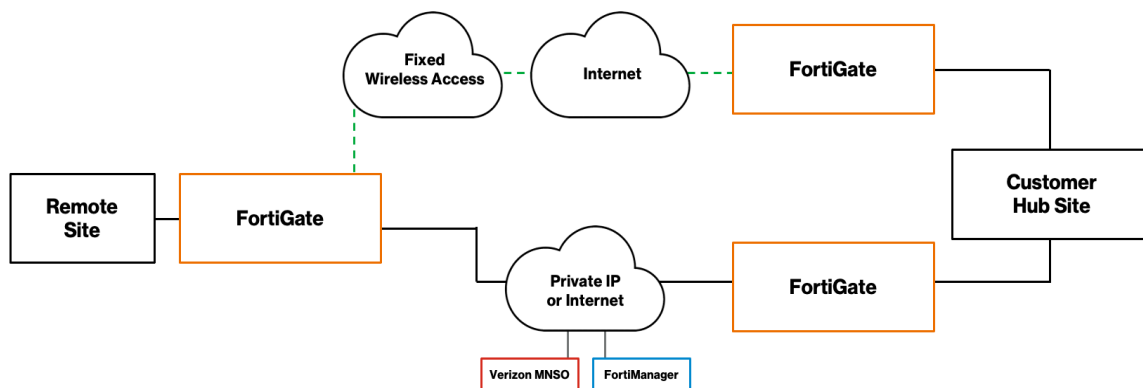 Fixed
Wireless Access
Internet
FortiGate
Remote
Site
FortiGate
Customer
Hub Site
Private IP
or Internet
FortiGate
Verizon MNSO
FortiManager